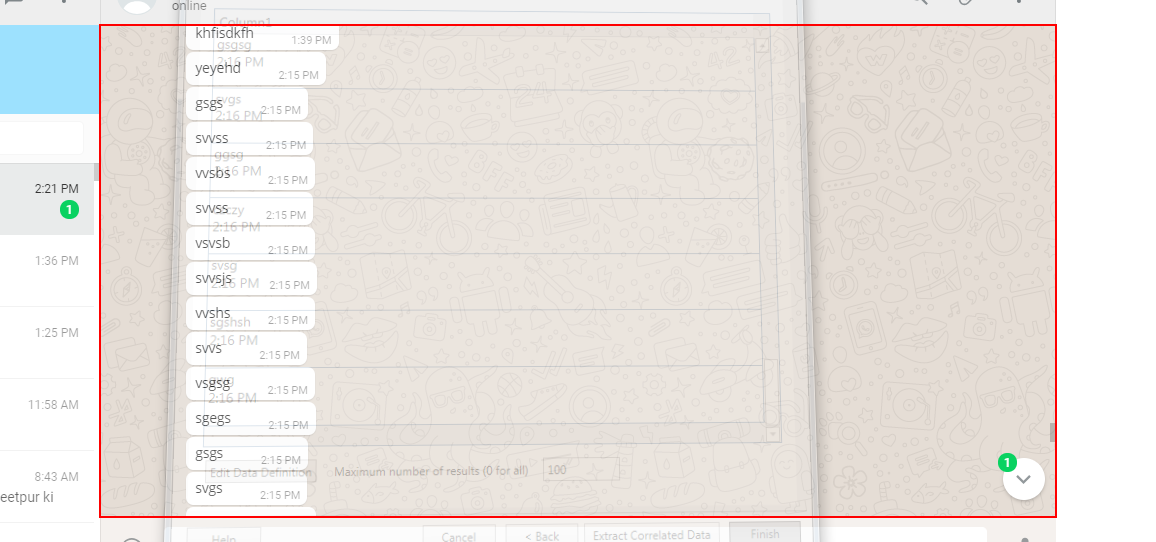 online
Column1
khfisdkfh
1:39 PM
gsgsg
2:16 PM
yeyehd
2:15 PM
svgs
2:16 PM
gsgs
2:15 PM
svvss
2:15 PM
ggsg
2:16 PM
vvsbs
2:15 PM
2:21 PM
1
svvss
2:15 PM
2:16 PM
vsvsb
2:15 PM
1:36 PM
svsg
2:16 PM
svvsjs
2:15 PM
vvshs
2:15 PM
sgshsh
2:16 PM
1:25 PM
svvs
2:15 PM
vsgsg
2:15 PM
2:16 PM
11:58 AM
sgegs
2:15 PM
gsgs
2:15 PM
1
Edit Data Definition
Maximum number of results (0 for all)
100
8:43 AM
eetpur ki
svgs
2:15 PM
Help
Cancel
< Back
Extract Correlated Data
Finish